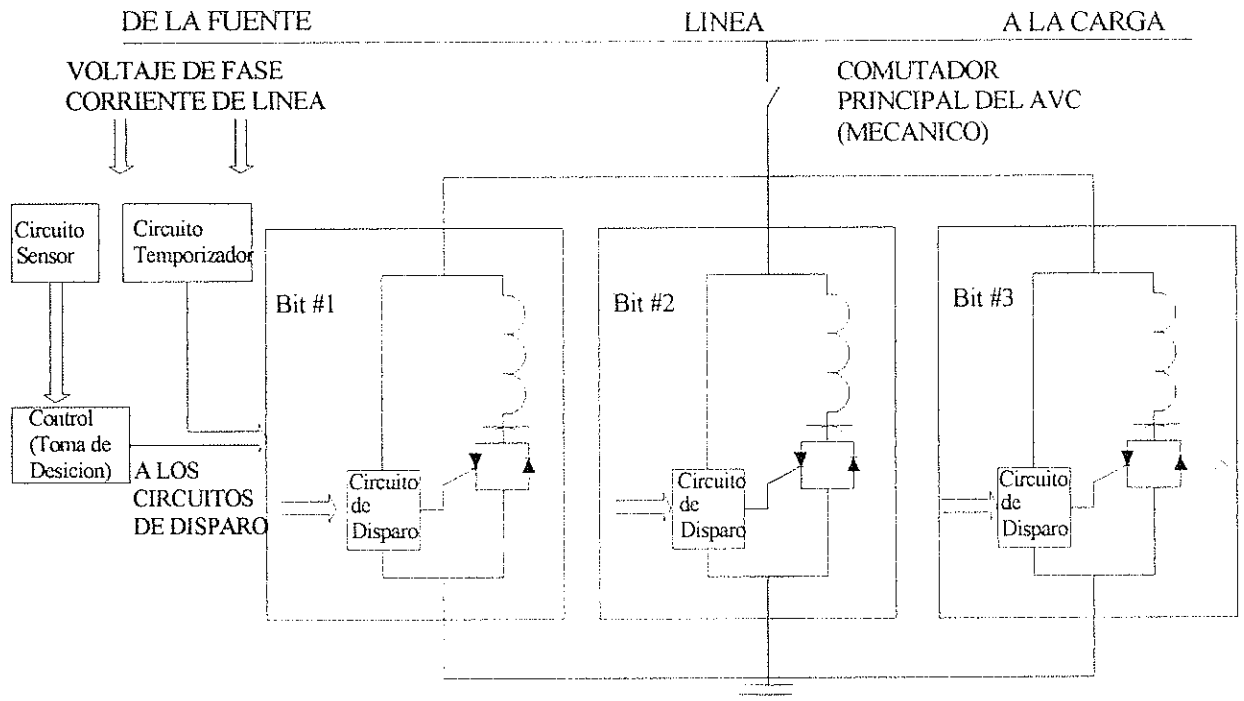 DE LA FUENTE
LINEA
A LA CARGA
VOLTAJE DE FASE
CORRIENTE DE LINEA
COMUTADOR
PRINCIPAL DEL AVC
(MECANICO)
Circuito
Sensor
Circuito
Temporizador
Bit #1
Bit #2
Bit #3
Control
(Toma de
Desicion)
A LOS
CIRCUITOS
DE DISPARO
Circuito
de
Disparo
Circuito
de
Disparo
Circuito
de
Disparo